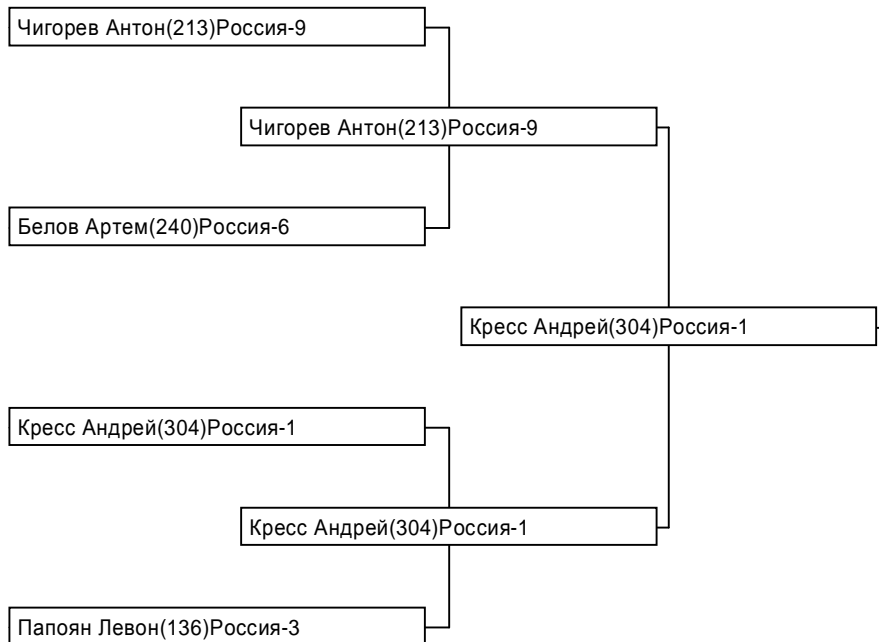 Чигорев Антон(213)Россия-9
Чигорев Антон(213)Россия-9
Белов Артем(240)Россия-6
Кресс Андрей(304)Россия-1
Кресс Андрей(304)Россия-1
Кресс Андрей(304)Россия-1
Папоян Левон(136)Россия-3